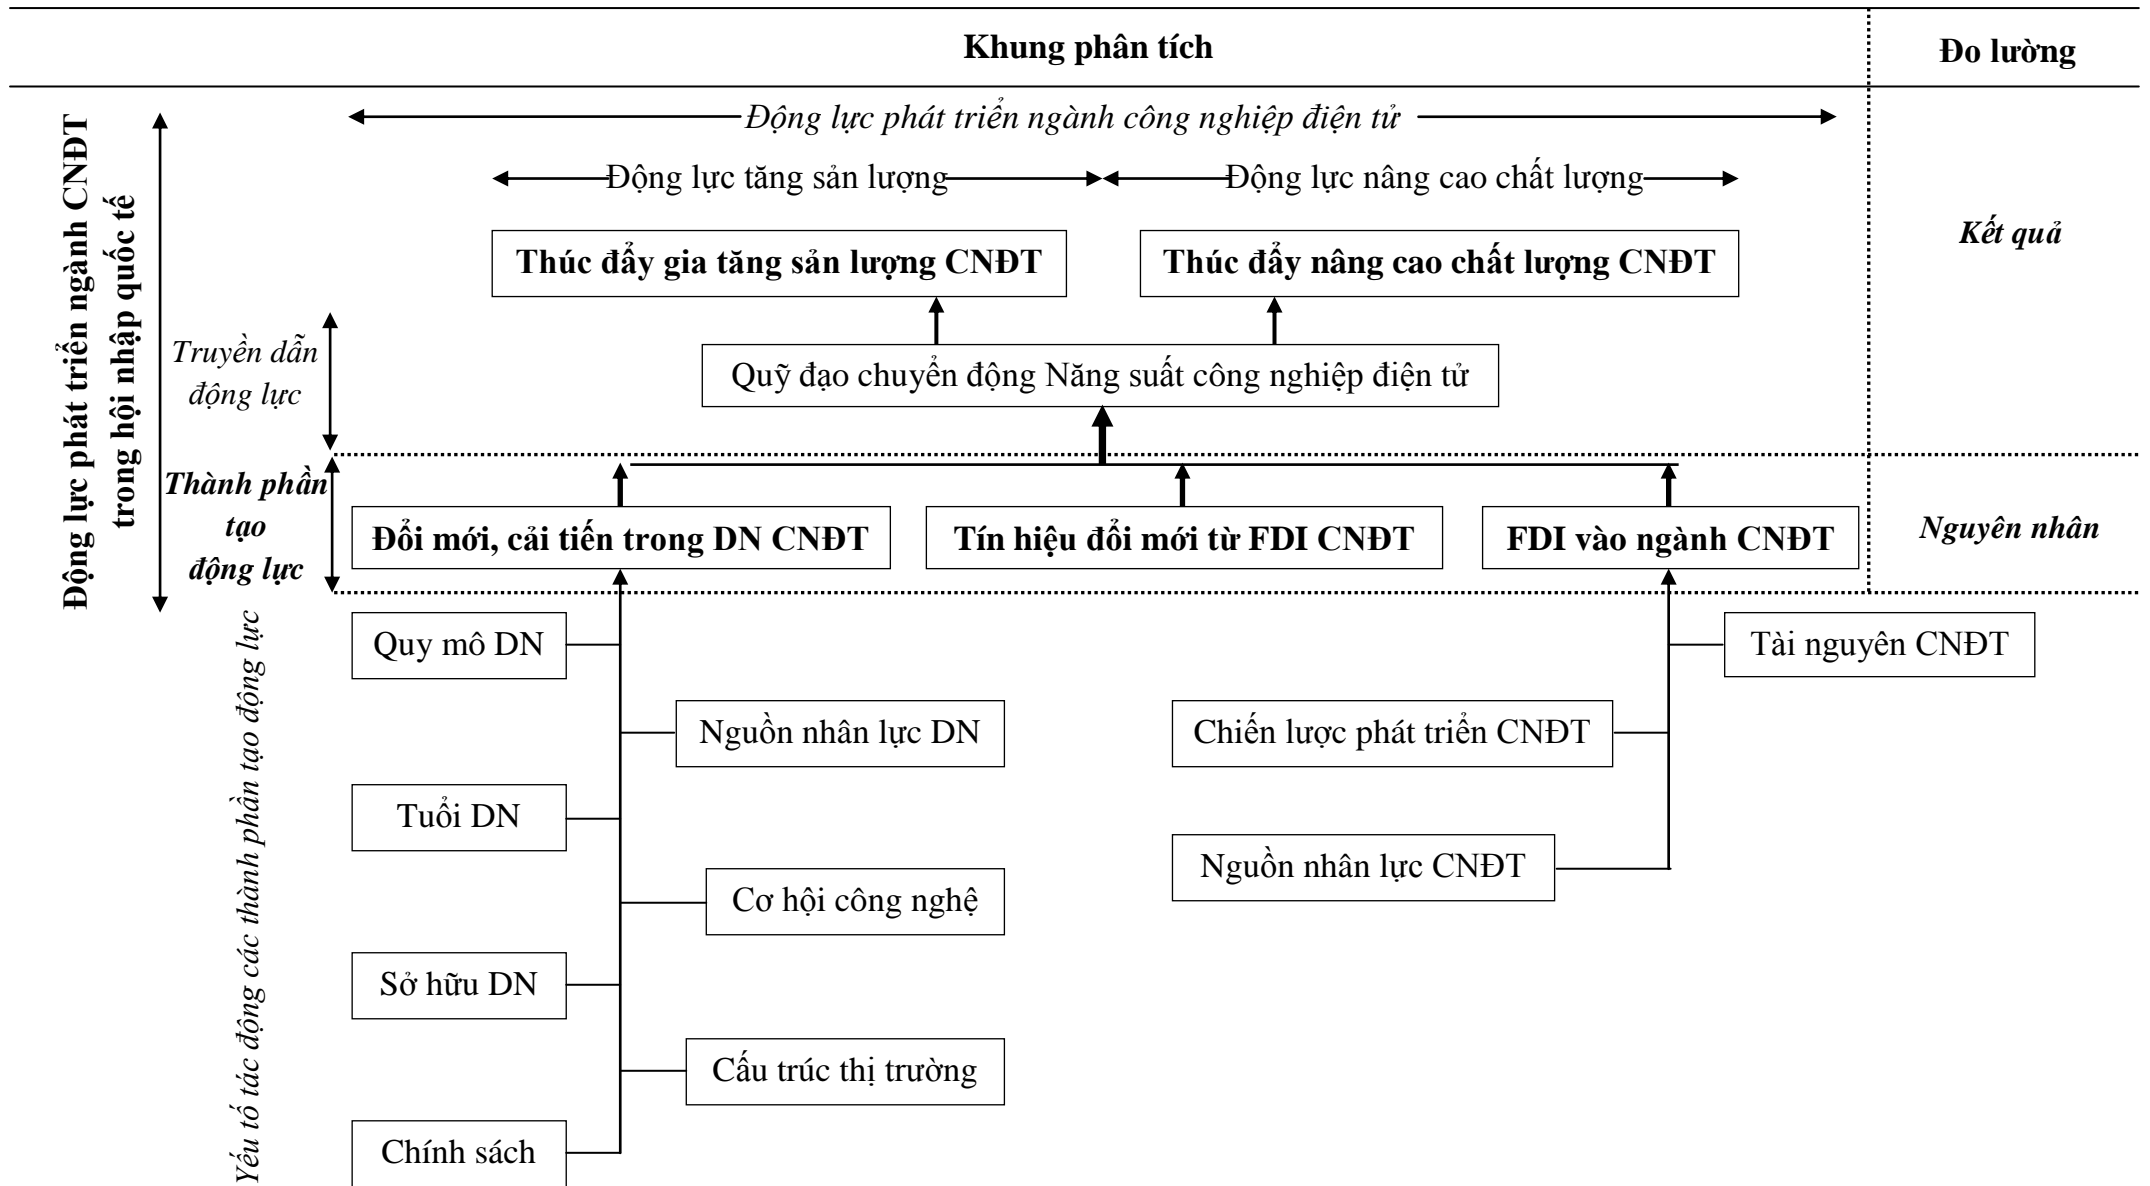 Khung phân tích
Đo lường
Động lực phát triển ngành CNĐT
trong hội nhập quốc tế
Động lực phát triển ngành công nghiệp điện tử
Động lực tăng sản lượng
Động lực nâng cao chất lượng
Thúc đẩy gia tăng sản lượng CNĐT
Thúc đẩy nâng cao chất lượng CNĐT
Kết quả
Truyền dẫn
động lực
Quỹ đạo chuyển động Năng suất công nghiệp điện tử
Thành phần
tạo
động lực
Đổi mới, cải tiến trong DN CNĐT
Tín hiệu đổi mới từ FDI CNĐT
FDI vào ngành CNĐT
Nguyên nhân
Yếu tố tác động các thành phần tạo động lực
Quy mô DN
Nguồn nhân lực DN
Tuổi DN
Cơ hội công nghệ
Sở hữu DN
Cấu trúc thị trường
Chính sách
Tài nguyên CNĐT
Chiến lược phát triển CNĐT
Nguồn nhân lực CNĐT